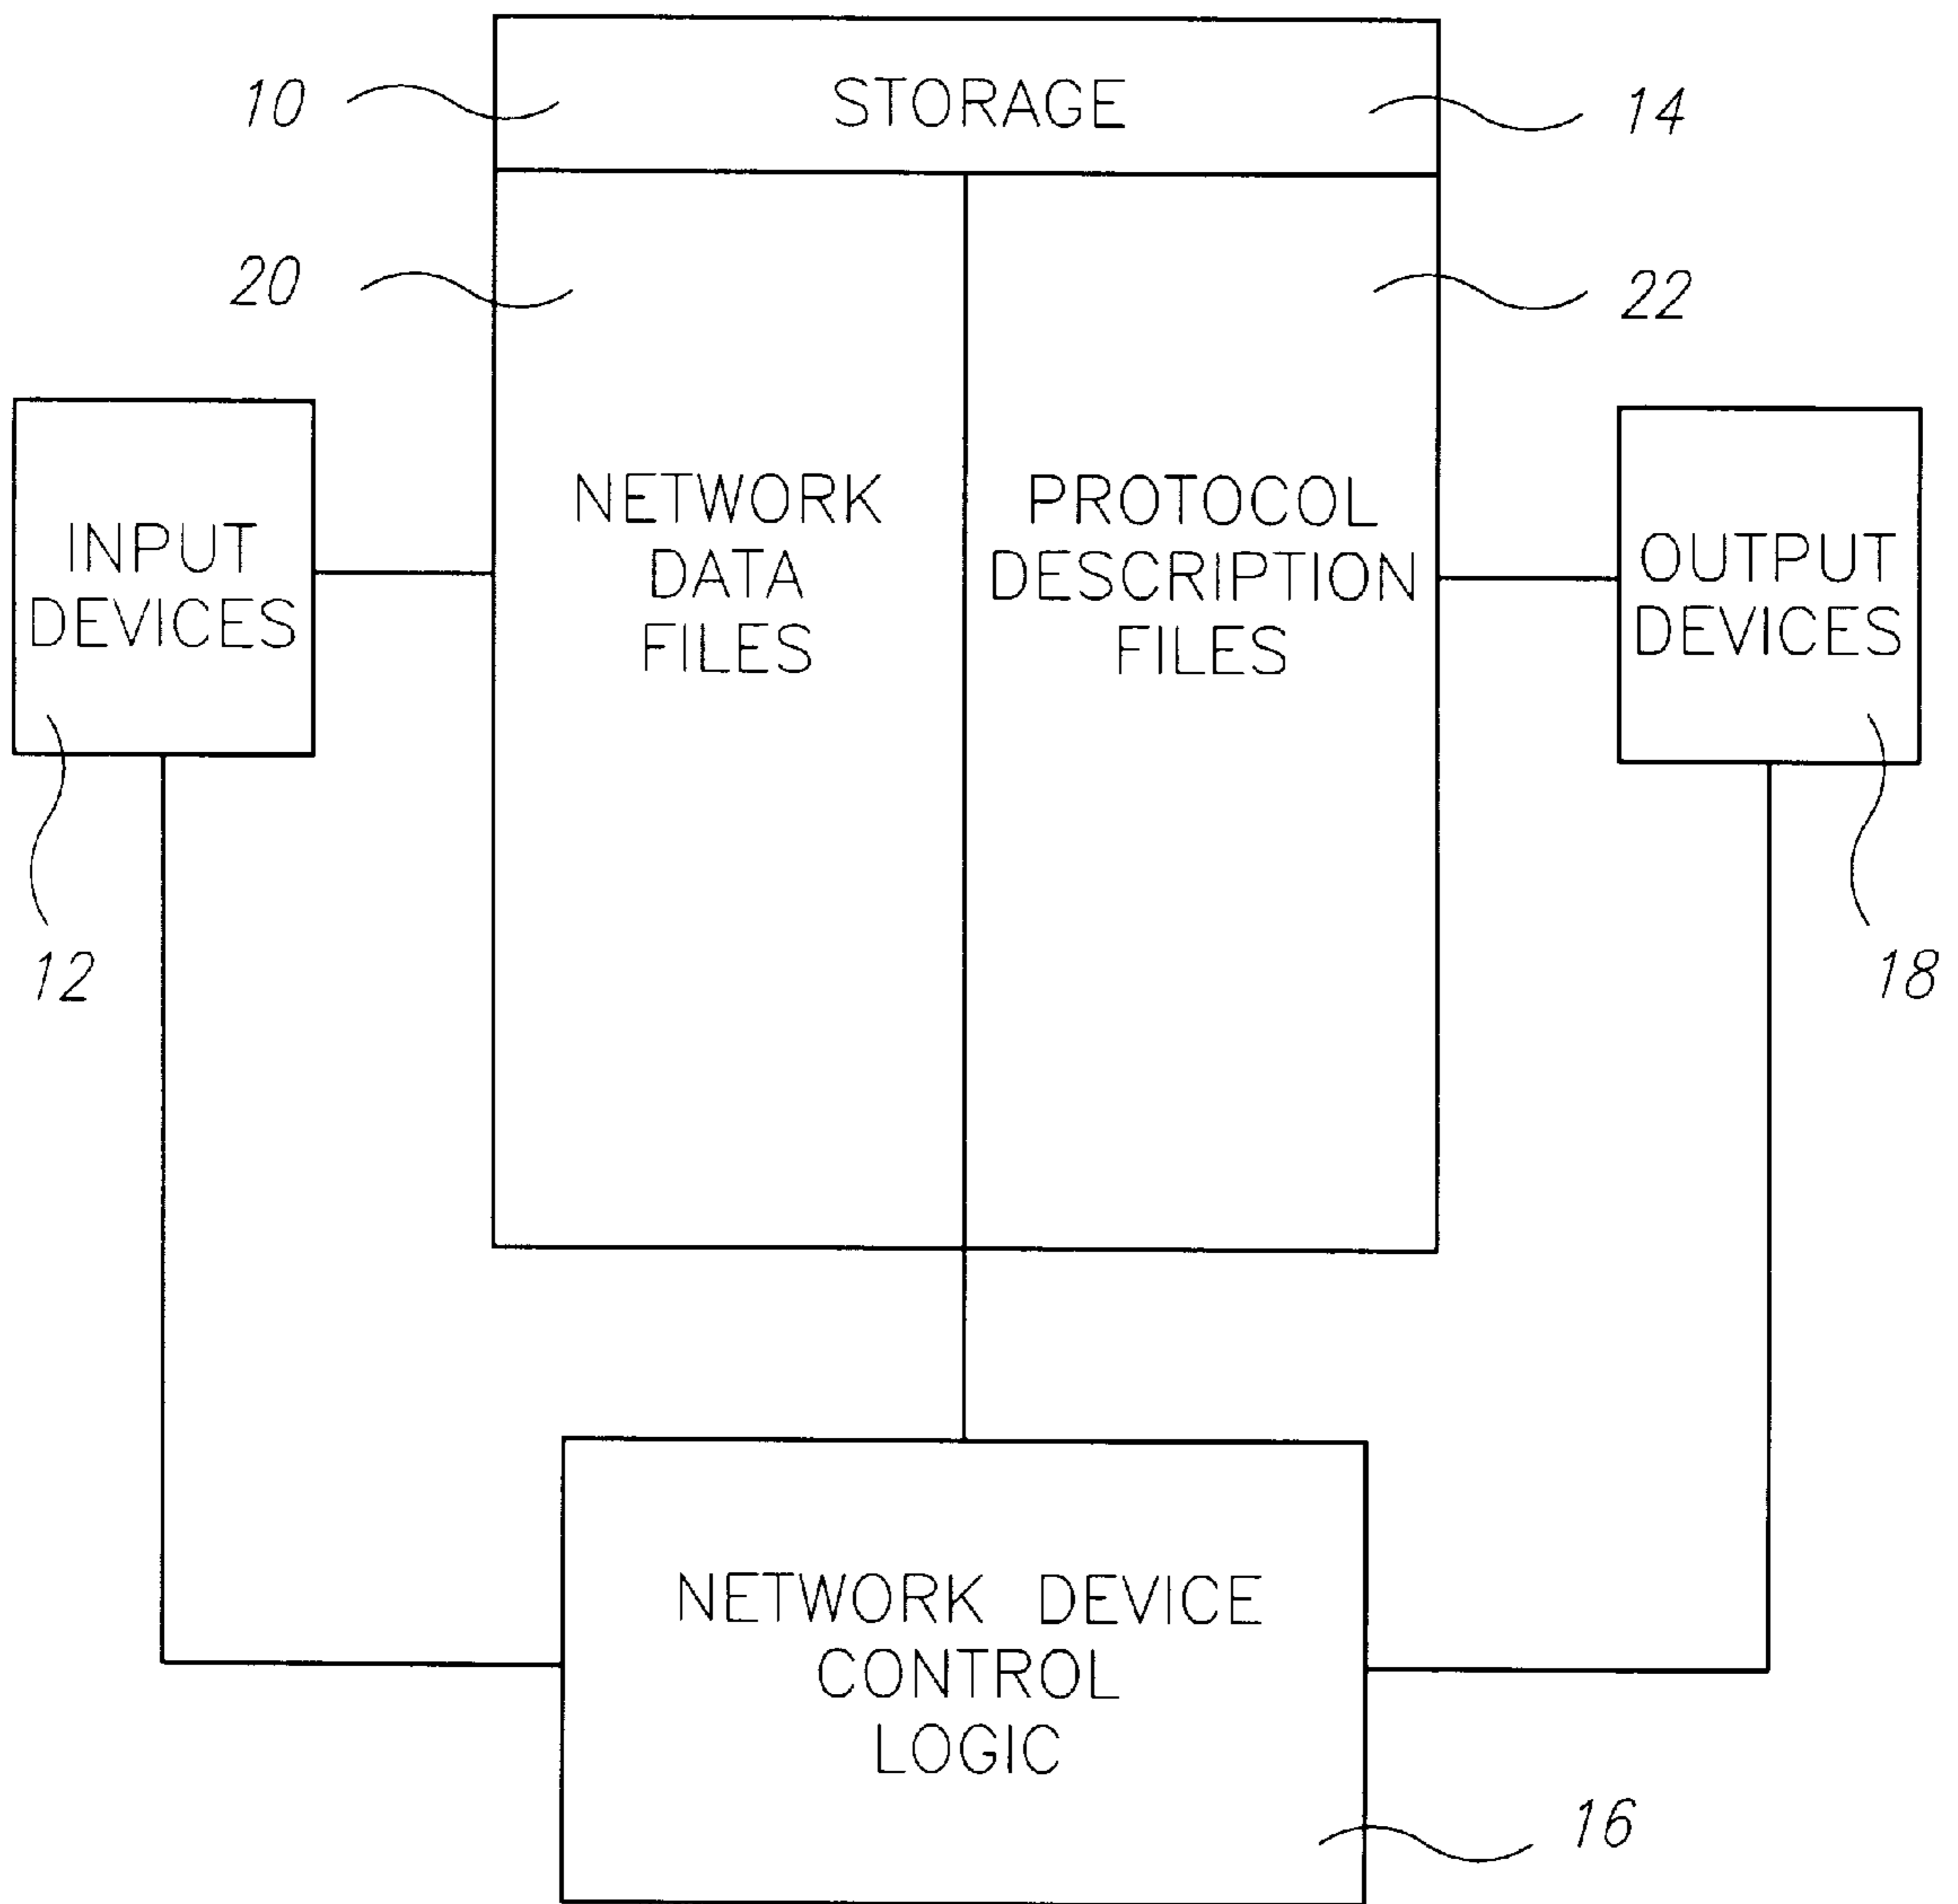 10
STORAGE
14
20
22
INPUT
DEVICES
NETWORK
DATA
FILES
PROTOCOL
DESCRIPTION
FILES
OUTPUT
DEVICES
12
18
NETWORK DEVICE
CONTROL
LOGIC
16